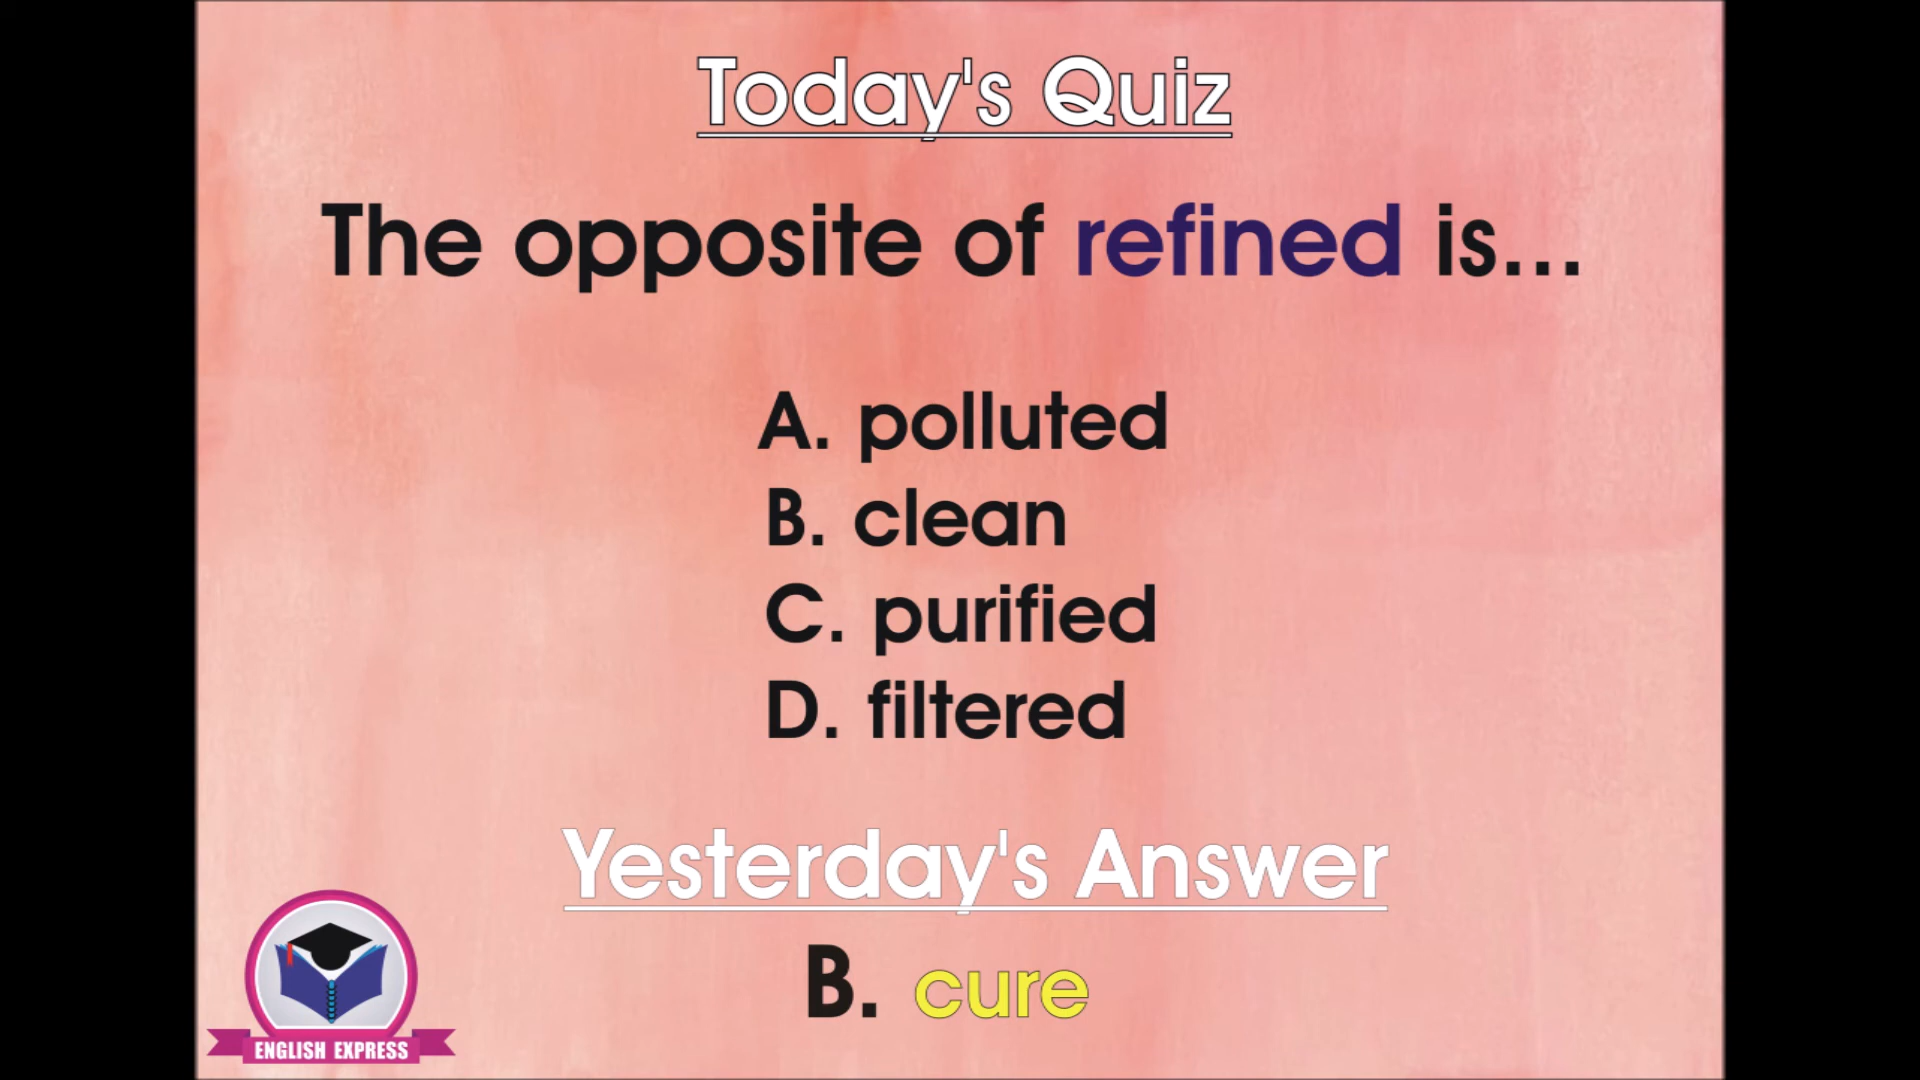 Today's Quiz
The opposite of refined is...
A. polluted
B. clean
C. purified
D. filtered
Yesterday's Answer
B. cure
ENGLISH EXPRESS